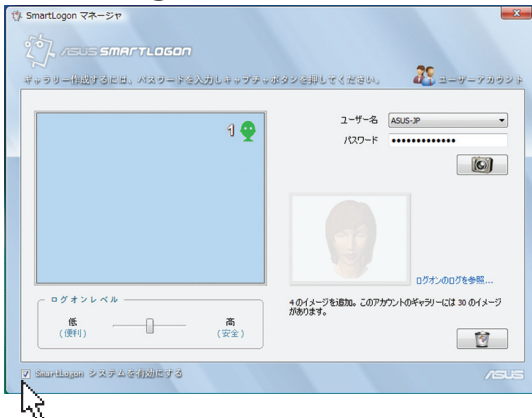 SmartLogon マネージャ
ASUS SMARTLOGON
ギャラリー作成するには、パスワードを入力しキャプチャボタンを押してください。
ユーザーアカウント
1
ユーザー名 ASUS-JP
パスワード •••••••••••••
ログオンのログを参照...
ログオンレベル
低 高
(便利) (安全)
4 のイメージを追加。このアカウントのギャラリーには 30 のイメージ
があります。
SmartLogon システムを有効にする
ASUS